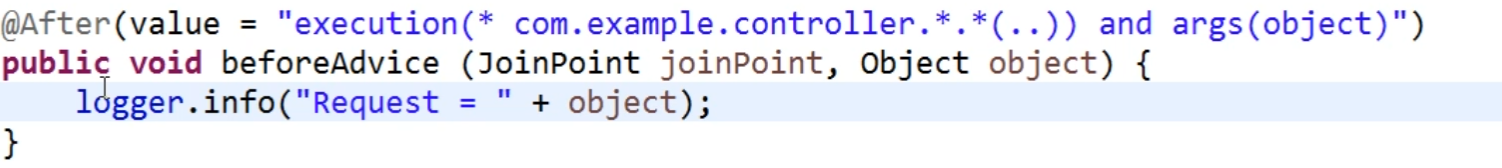 @After(value = "execution(* com.example.controller.*.*(..)) and args(object)")
public void beforeAdvice (JoinPoint joinPoint, Object object) {
    logger.info("Request = " + object);
}